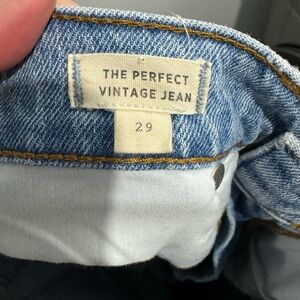 THE PERFECT
VINTAGE JEAN
29